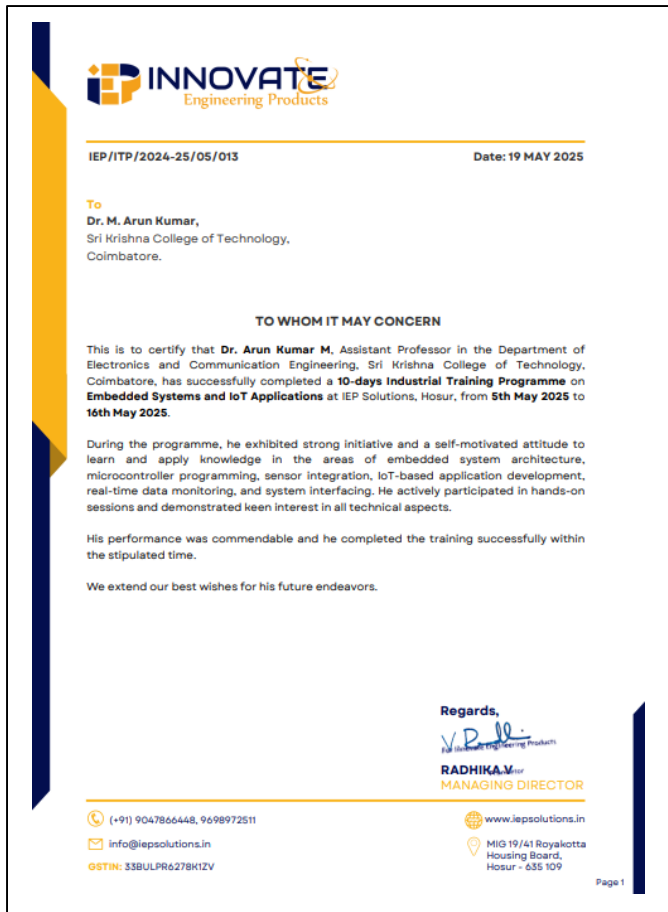 iEP INNOVATE
Engineering Products
IEP/ITP/2024-25/05/013 Date: 19 MAY 2025
To
Dr. M. Arun Kumar,
Sri Krishna College of Technology,
Coimbatore.
TO WHOM IT MAY CONCERN
This is to certify that Dr. Arun Kumar M, Assistant Professor in the Department of
Electronics and Communication Engineering, Sri Krishna College of Technology,
Coimbatore, has successfully completed a 10-days Industrial Training Programme on
Embedded Systems and IoT Applications at IEP Solutions, Hosur, from 5th May 2025 to
16th May 2025.
During the programme, he exhibited strong initiative and a self-motivated attitude to
learn and apply knowledge in the areas of embedded system architecture,
microcontroller programming, sensor integration, IoT-based application development,
real-time data monitoring, and system interfacing. He actively participated in hands-on
sessions and demonstrated keen interest in all technical aspects.
His performance was commendable and he completed the training successfully within
the stipulated time.
We extend our best wishes for his future endeavors.
Regards,
Engineering Products
RADHIKA.V
MANAGING DIRECTOR
(+91) 9047866448, 9698972511
info@iepsolutions.in
GSTIN: 33BULPR6278K1ZV
www.iepsolutions.in
MIG 19/41 Royakotta
Housing Board,
Hosur - 635 109
Page 1